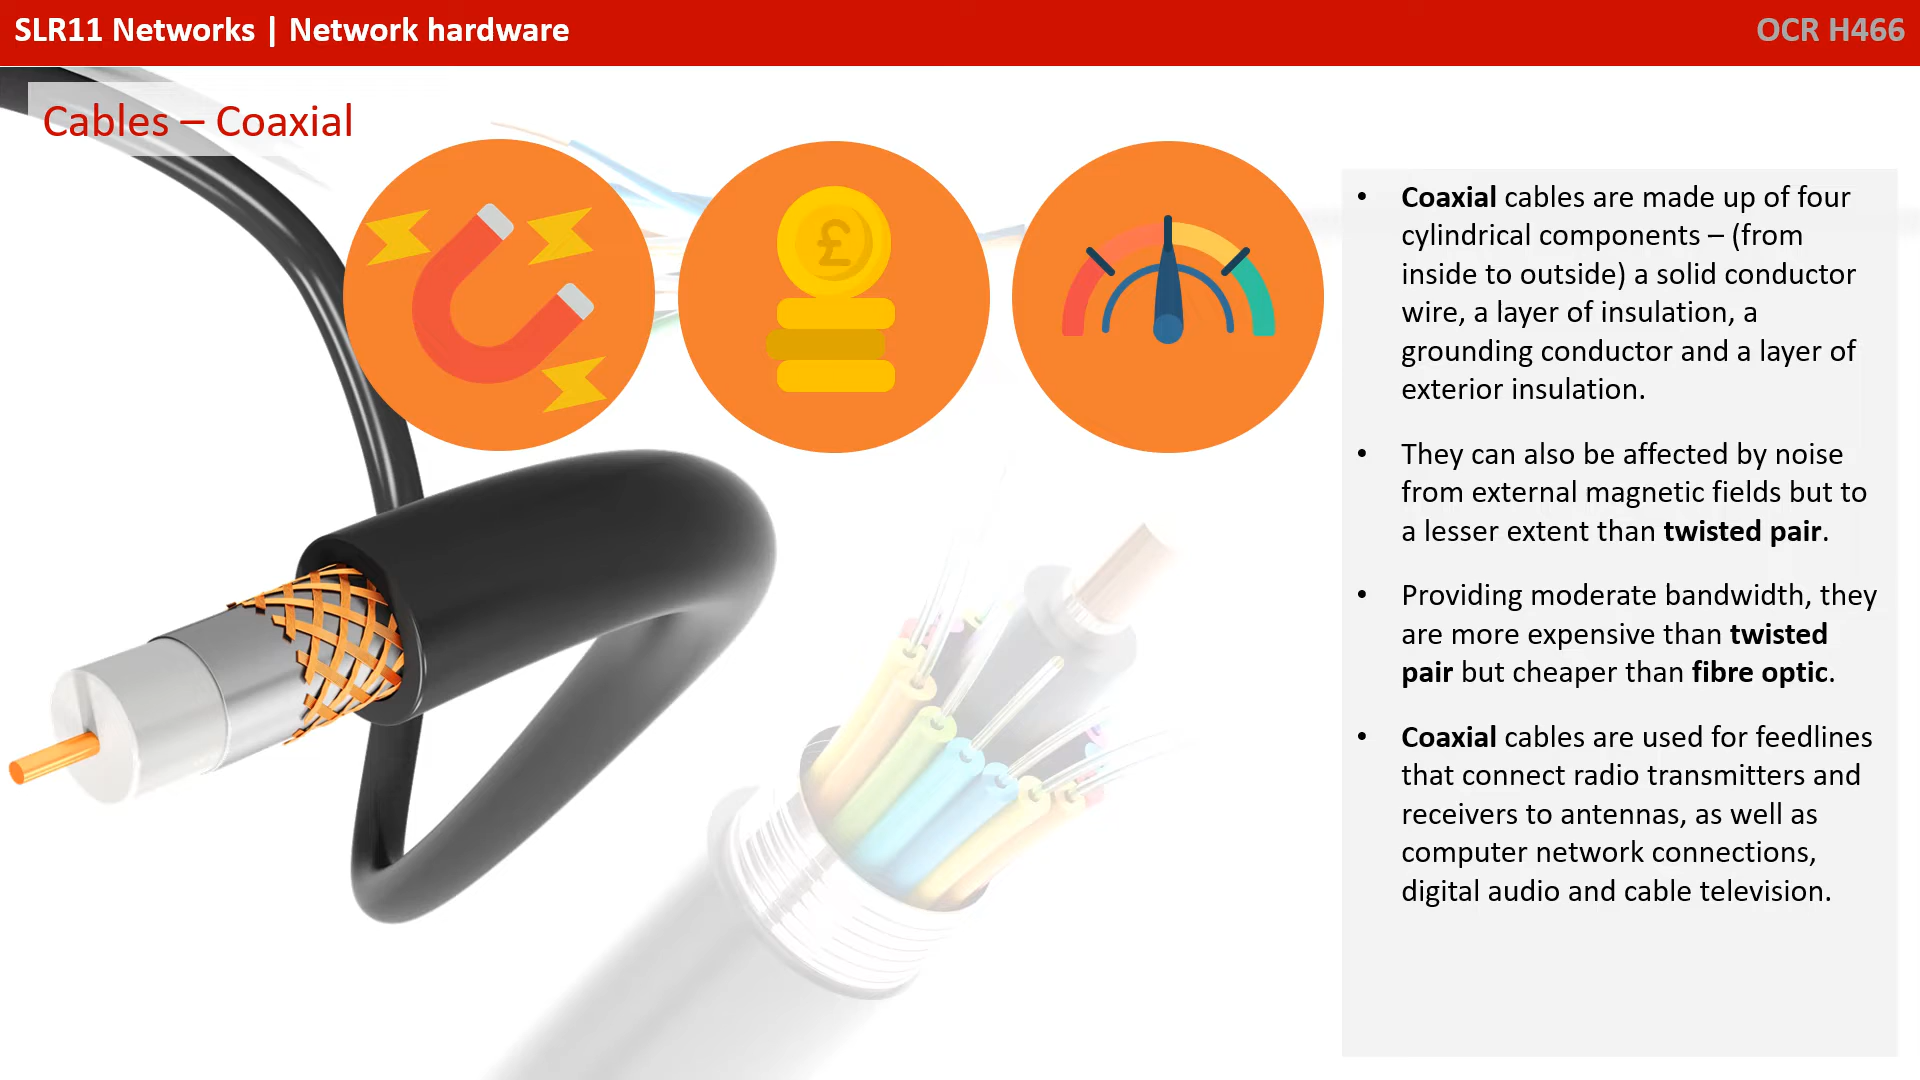 SLR11 Networks | Network hardware
OCR H466
Cables – Coaxial
£
• Coaxial cables are made up of four
cylindrical components – (from
inside to outside) a solid conductor
wire, a layer of insulation, a
grounding conductor and a layer of
exterior insulation.
• They can also be affected by noise
from external magnetic fields but to
a lesser extent than twisted pair.
• Providing moderate bandwidth, they
are more expensive than twisted
pair but cheaper than fibre optic.
• Coaxial cables are used for feedlines
that connect radio transmitters and
receivers to antennas, as well as
computer network connections,
digital audio and cable television.